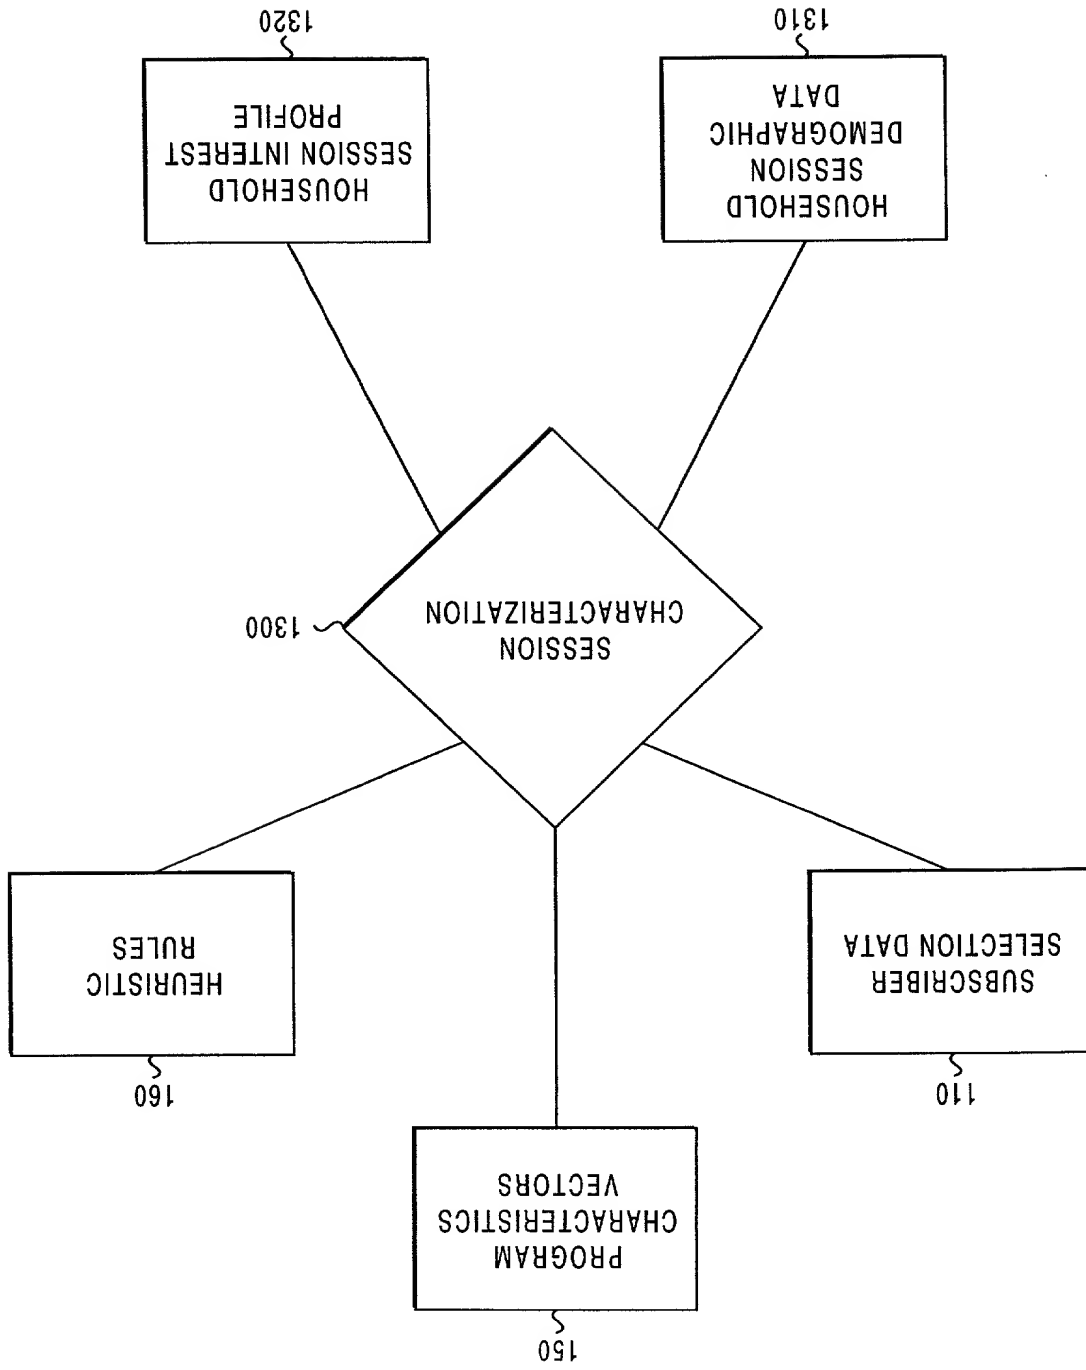 150
PROGRAM
CHARACTERISTICS
VECTORS
110
SUBSCRIBER
SELECTION DATA
160
HEURISTIC
RULES
SESSION
CHARACTERIZATION
1300
HOUSEHOLD
SESSION
DEMOGRAPHIC
DATA
1310
HOUSEHOLD
SESSION INTEREST
PROFILE
1320